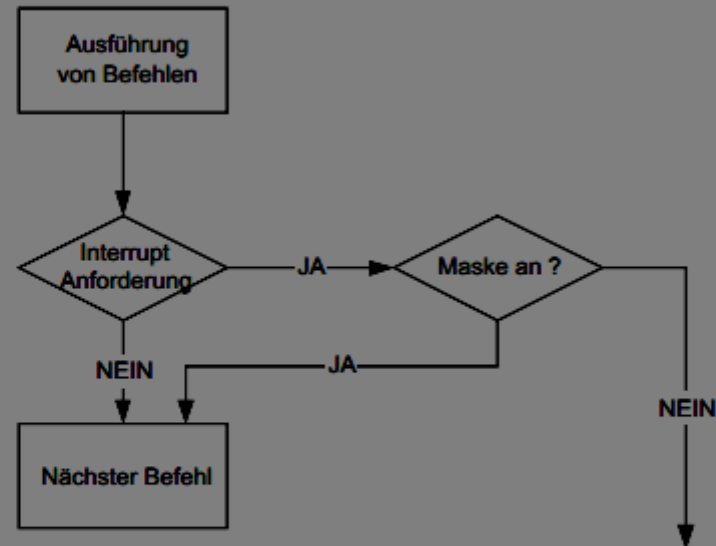 Ausführung
von Befehlen
Interrupt
Anforderung
JA
Maske an ?
NEIN
JA
NEIN
Nächster Befehl